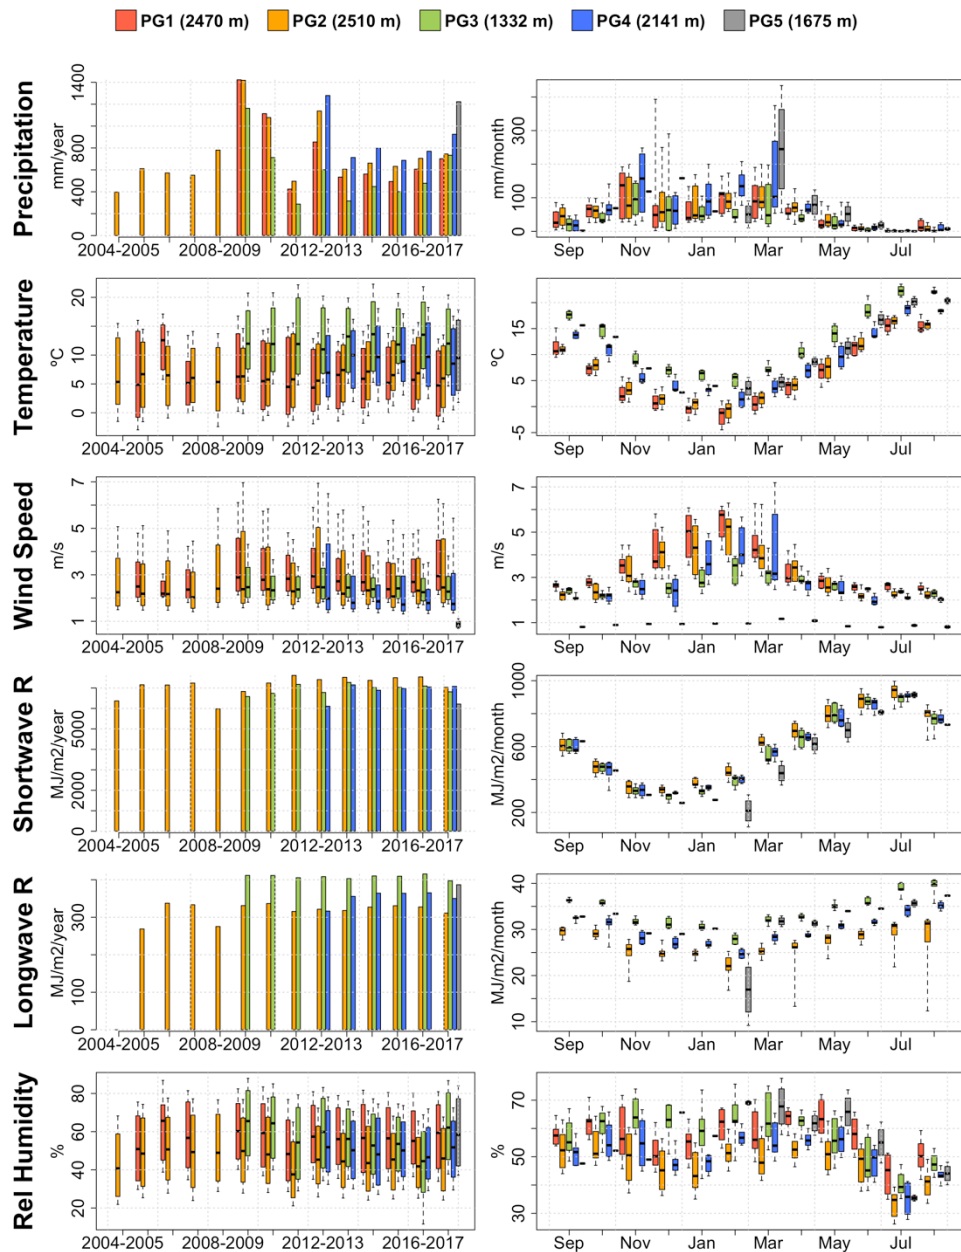 PG1 (2470 m) PG2 (2510 m) PG3 (1332 m) PG4 (2141 m) PG5 (1675 m)
Precipitation
mm/year
0 400 800 1400
2004-2005 2008-2009 2012-2013 2016-2017
mm/month
0 100 300
Sep Nov Jan Mar May Jul
Temperature
ºC
0 5 10 20
2004-2005 2008-2009 2012-2013 2016-2017
ºC
-5 5 15
Sep Nov Jan Mar May Jul
Wind Speed
m/s
1 3 5 7
2004-2005 2008-2009 2012-2013 2016-2017
m/s
1 3 5 7
Sep Nov Jan Mar May Jul
Shortwave R
MJ/m2/year
0 2000 5000
2004-2005 2008-2009 2012-2013 2016-2017
MJ/m2/month
200 600 1000
Sep Nov Jan Mar May Jul
Longwave R
MJ/m2/year
0 100 300
2004-2005 2008-2009 2012-2013 2016-2017
MJ/m2/month
10 20 30 40
Sep Nov Jan Mar May Jul
Rel Humidity
%
20 40 60 80
2004-2005 2008-2009 2012-2013 2016-2017
%
30 50 70
Sep Nov Jan Mar May Jul